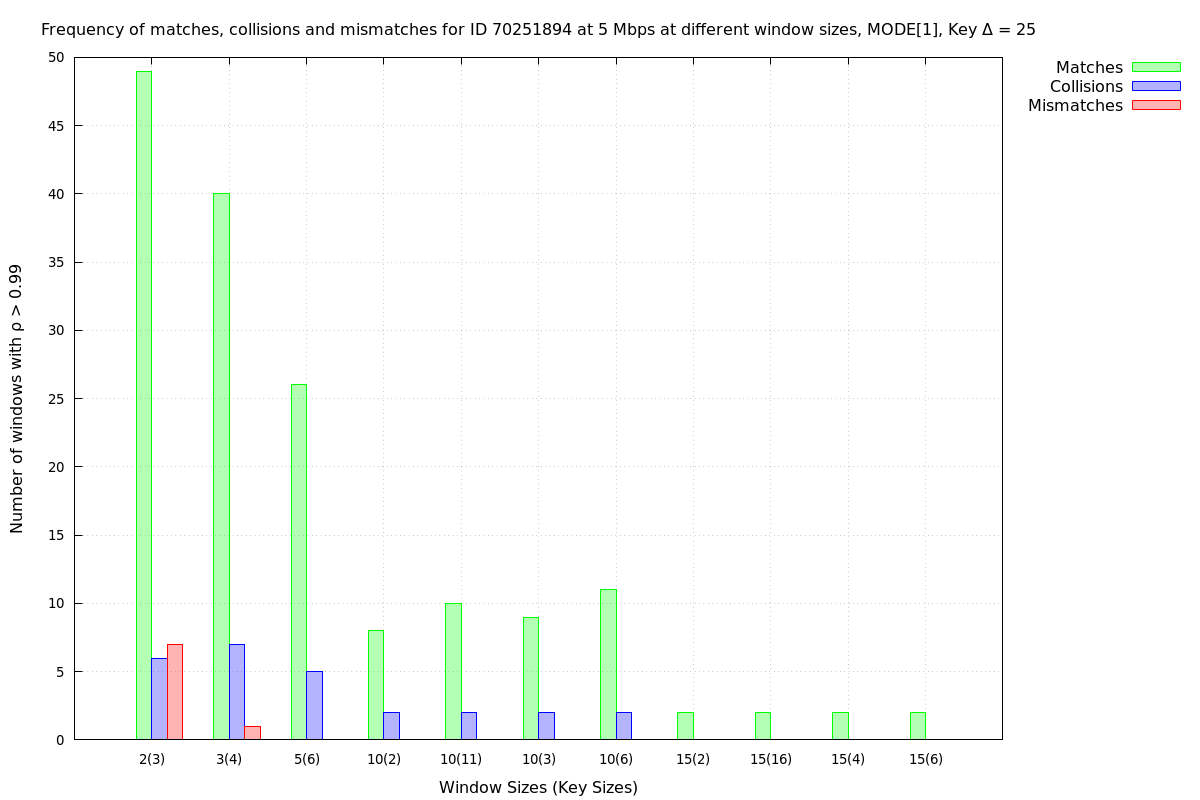 Frequency of matches, collisions and mismatches for ID 70251894 at 5 Mbps at different window sizes, MODE[1], Key Δ = 25
Matches
Collisions
Mismatches
Number of windows with ρ > 0.99
50
45
40
35
30
25
20
15
10
5
0
2(3) 3(4) 5(6) 10(2) 10(11) 10(3) 10(6) 15(2) 15(16) 15(4) 15(6)
Window Sizes (Key Sizes)